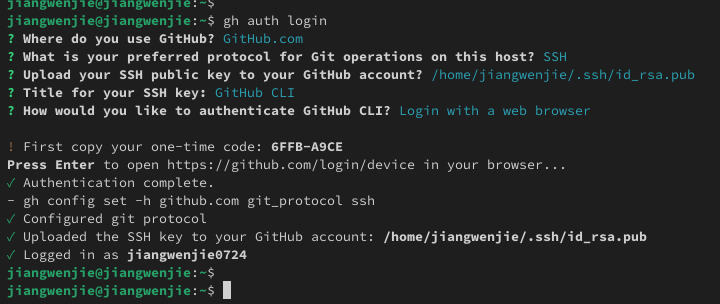 jiangwenjie@jiangwenjie:~$
jiangwenjie@jiangwenjie:~$ gh auth login
? Where do you use GitHub? GitHub.com
? What is your preferred protocol for Git operations on this host? SSH
? Upload your SSH public key to your GitHub account? /home/jiangwenjie/.ssh/id_rsa.pub
? Title for your SSH key: GitHub CLI
? How would you like to authenticate GitHub CLI? Login with a web browser
! First copy your one-time code: 6FFB-A9CE
Press Enter to open https://github.com/login/device in your browser...
✓ Authentication complete.
- gh config set -h github.com git_protocol ssh
✓ Configured git protocol
✓ Uploaded the SSH key to your GitHub account: /home/jiangwenjie/.ssh/id_rsa.pub
✓ Logged in as jiangwenjie0724
jiangwenjie@jiangwenjie:~$
jiangwenjie@jiangwenjie:~$